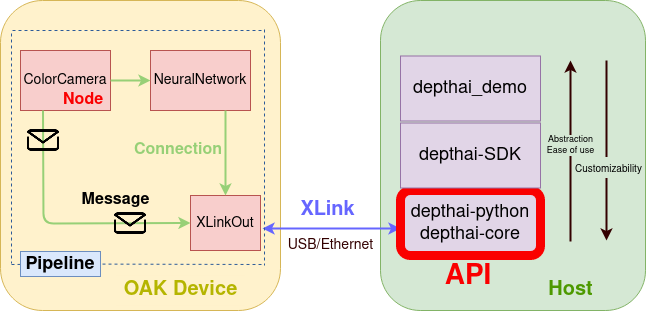 ColorCamera
Node
NeuralNetwork
Connection
Message
XLinkOut
Pipeline
OAK Device
XLink
USB/Ethernet
depthai_demo
depthai-SDK
depthai-python
depthai-core
API
Abstraction
Ease of use
Customizability
Host